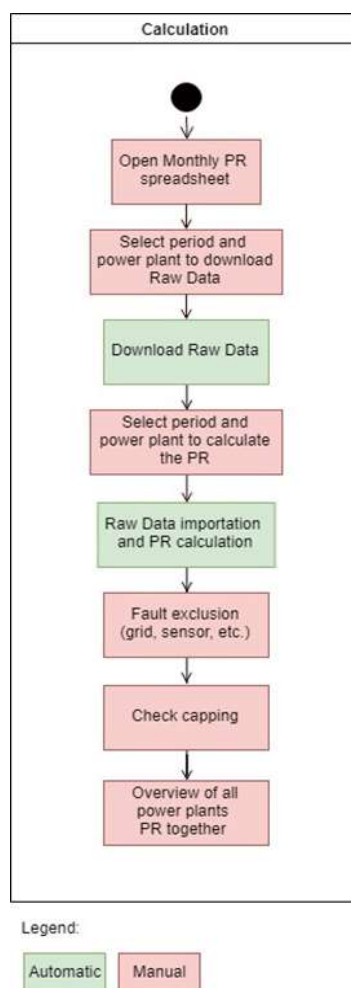 Calculation
Open Monthly PR
spreadsheet
Select period and
power plant to download
Raw Data
Download Raw Data
Select period and
power plant to calculate
the PR
Raw Data importation
and PR calculation
Fault exclusion
(grid, sensor, etc.)
Check capping
Overview of all
power plants
PR together
Legend:
Automatic
Manual